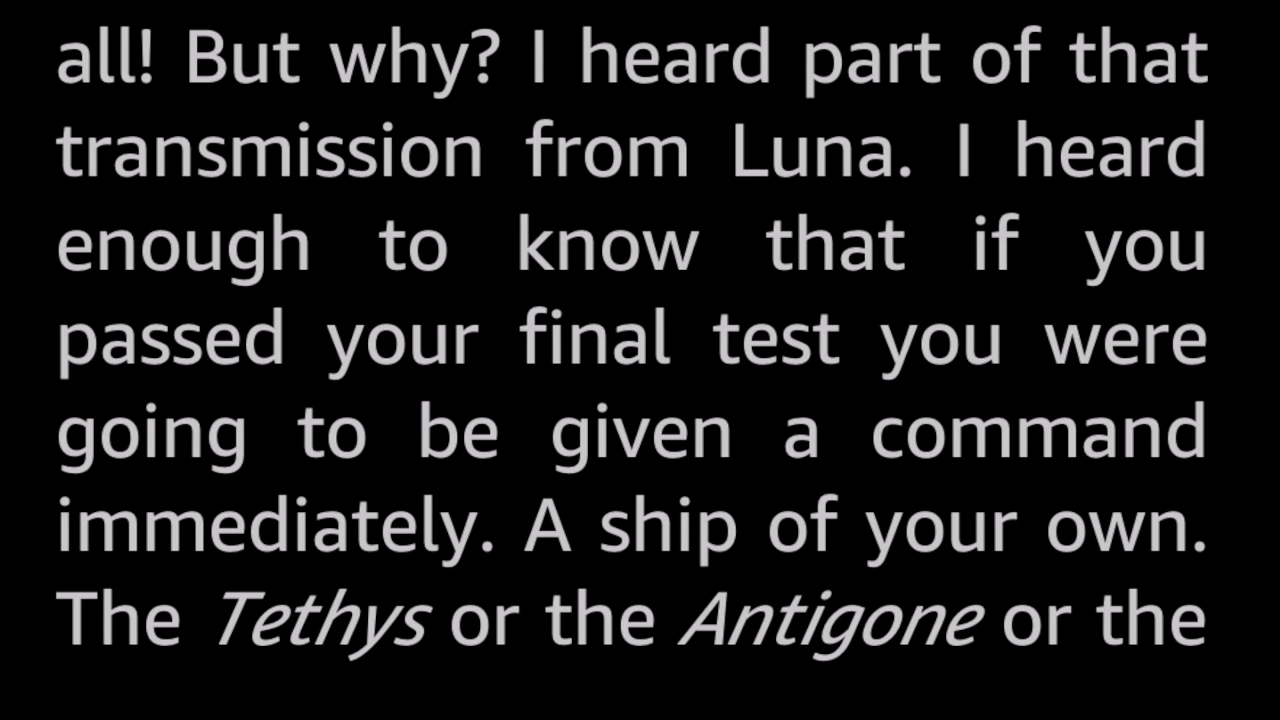 all! But why? I heard part of that
transmission from Luna. I heard
enough to know that if you
passed your final test you were
going to be given a command
immediately. A ship of your own.
The Tethys or the Antigone or the